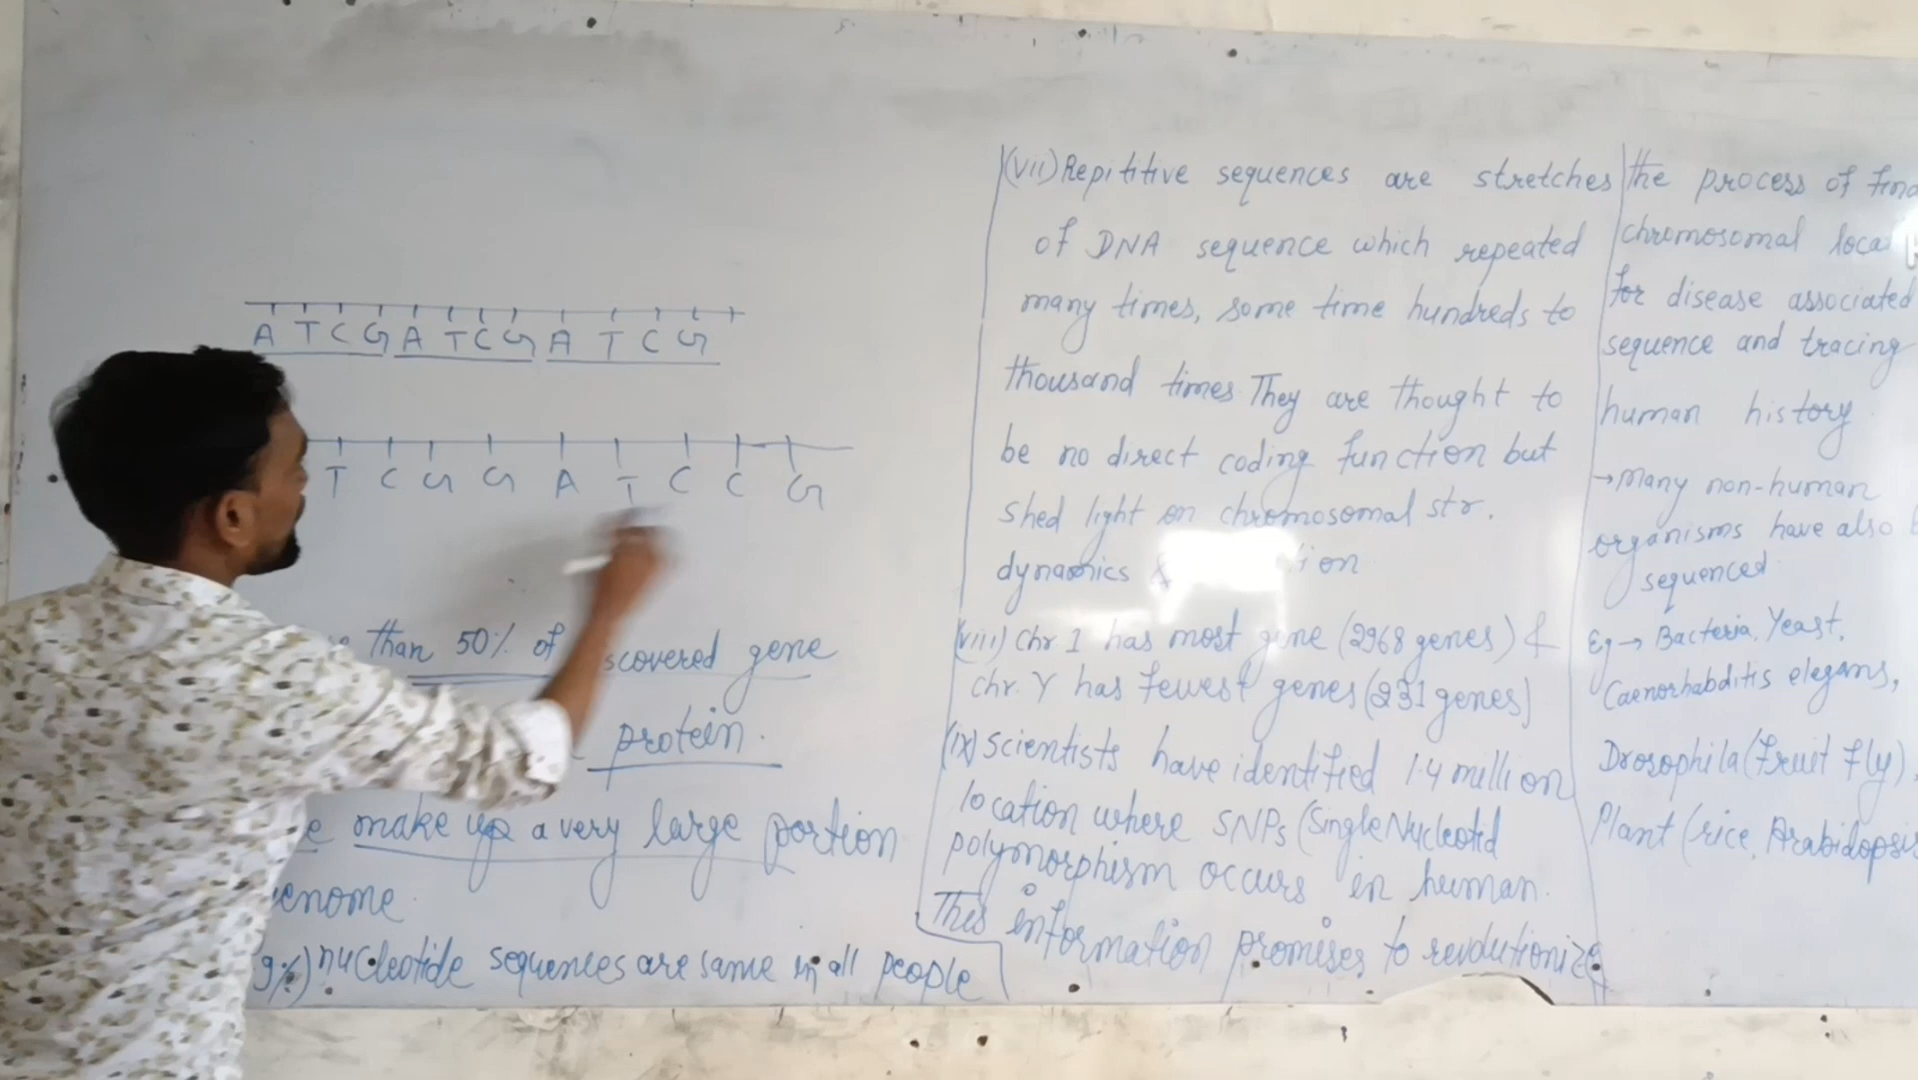 A T C G A T C G A T C G
T C G G A T C C G
than 50% of scovered gene
protein.
e make up a very large portion
enome.
9%) nucleotide sequences are same in all people
(vii) Repititive sequences are stretches
of DNA sequence which repeated
many times, some time hundreds to
thousand times They are thought to
be no direct coding function but
shed light on chromosomal str.
dynamics
(viii) Chr 1 has most gene (2968 genes) &
chr. Y has fewest genes (231 genes)
(ix) Scientists have identified 1.4 million
location where SNPs (Single Nucleotid
polymorphism occurs in human.
This information promises to revolutionize
the process of find
chromosomal loca
for disease associated
sequence and tracing
human history
→ Many non-human
organisms have also b
sequenced
Eg → Bacteria, Yeast,
Caenorhabditis elegans,
Drosophila (Fruit fly),
Plant (rice, Arabidopsis